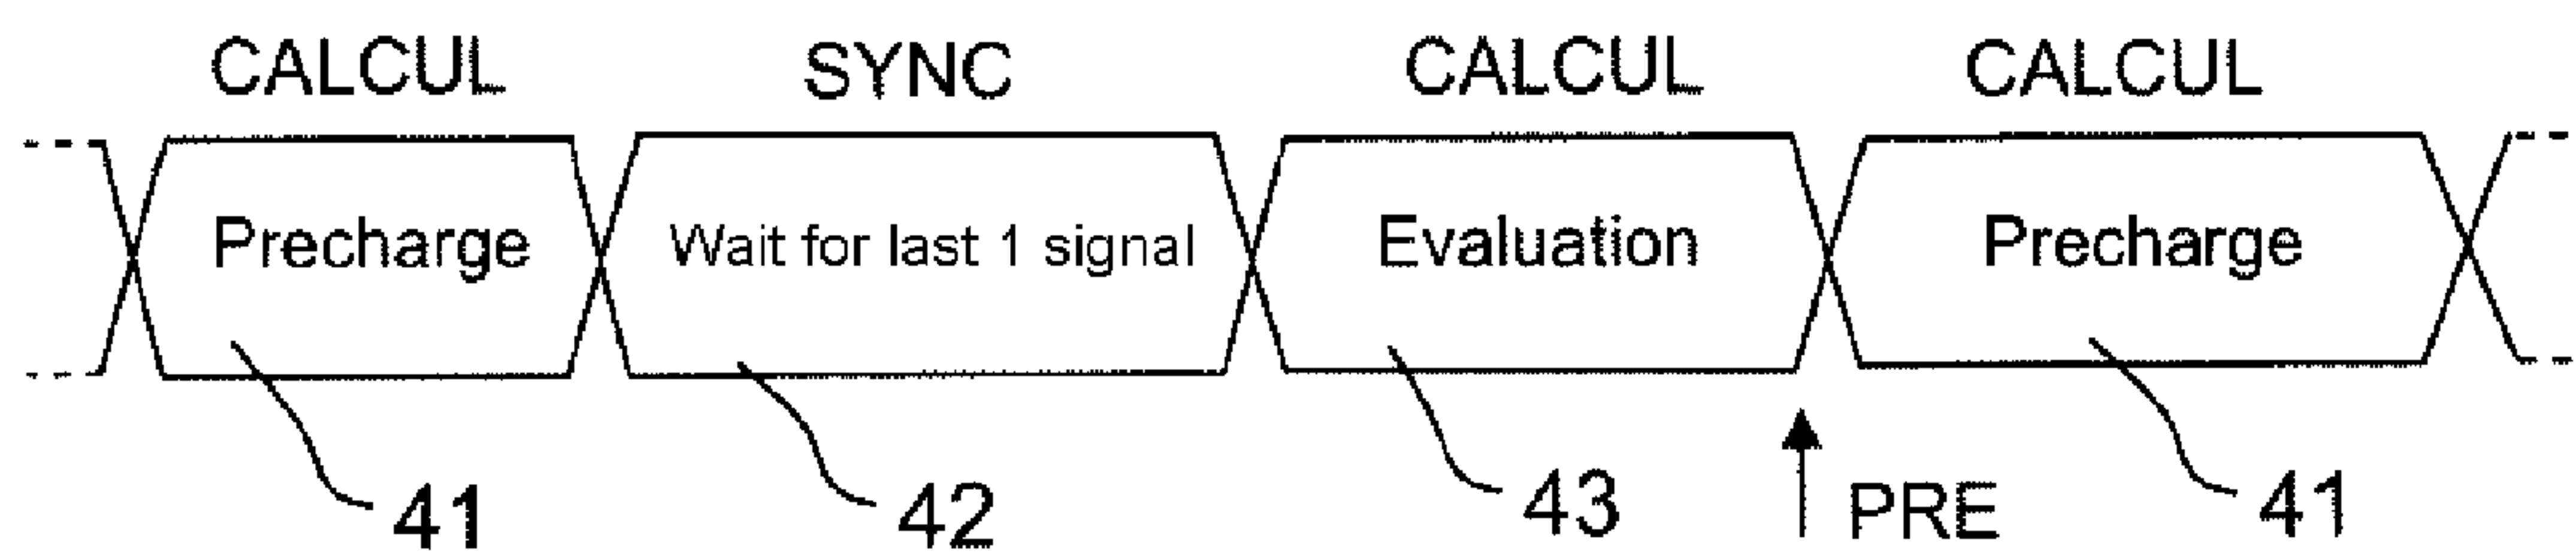 CALCUL SYNC CALCUL CALCUL
Precharge Wait for last 1 signal Evaluation Precharge
41 42 43 PRE 41